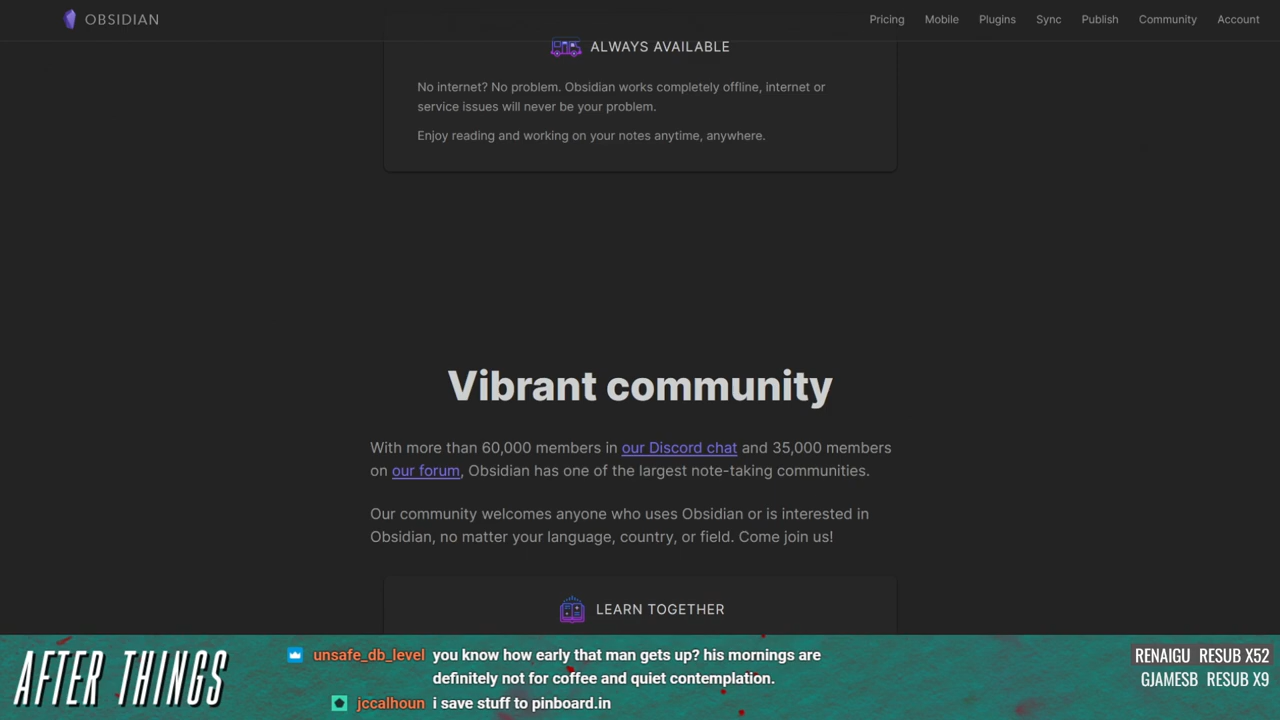 OBSIDIAN
Pricing Mobile Plugins Sync Publish Community Account
ALWAYS AVAILABLE
No internet? No problem. Obsidian works completely offline, internet or
service issues will never be your problem.
Enjoy reading and working on your notes anytime, anywhere.
Vibrant community
With more than 60,000 members in our Discord chat and 35,000 members
on our forum, Obsidian has one of the largest note-taking communities.
Our community welcomes anyone who uses Obsidian or is interested in
Obsidian, no matter your language, country, or field. Come join us!
LEARN TOGETHER
AFTER THINGS
unsafe_db_level you know how early that man gets up? his mornings are
definitely not for coffee and quiet contemplation.
jccalhoun i save stuff to pinboard.in
RENAIGU RESUB X52
GJAMESB RESUB X9